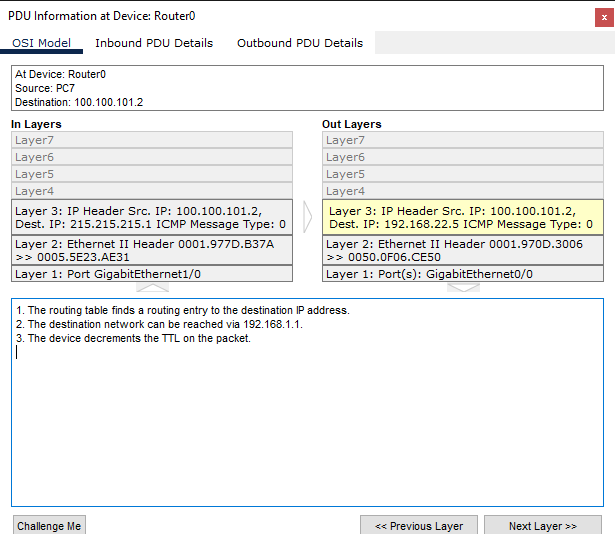 PDU Information at Device: Router0
x
OSI Model Inbound PDU Details Outbound PDU Details
At Device: Router0
Source: PC7
Destination: 100.100.101.2
In Layers
Layer7
Layer6
Layer5
Layer4
Layer 3: IP Header Src. IP: 100.100.101.2,
Dest. IP: 215.215.215.1 ICMP Message Type: 0
Layer 2: Ethernet II Header 0001.977D.B37A
>> 0005.5E23.AE31
Layer 1: Port GigabitEthernet1/0
Out Layers
Layer7
Layer6
Layer5
Layer4
Layer 3: IP Header Src. IP: 100.100.101.2,
Dest. IP: 192.168.22.5 ICMP Message Type: 0
Layer 2: Ethernet II Header 0001.970D.3006
>> 0050.0F06.CE50
Layer 1: Port(s): GigabitEthernet0/0
1. The routing table finds a routing entry to the destination IP address.
2. The destination network can be reached via 192.168.1.1.
3. The device decrements the TTL on the packet.
Challenge Me
<< Previous Layer
Next Layer >>